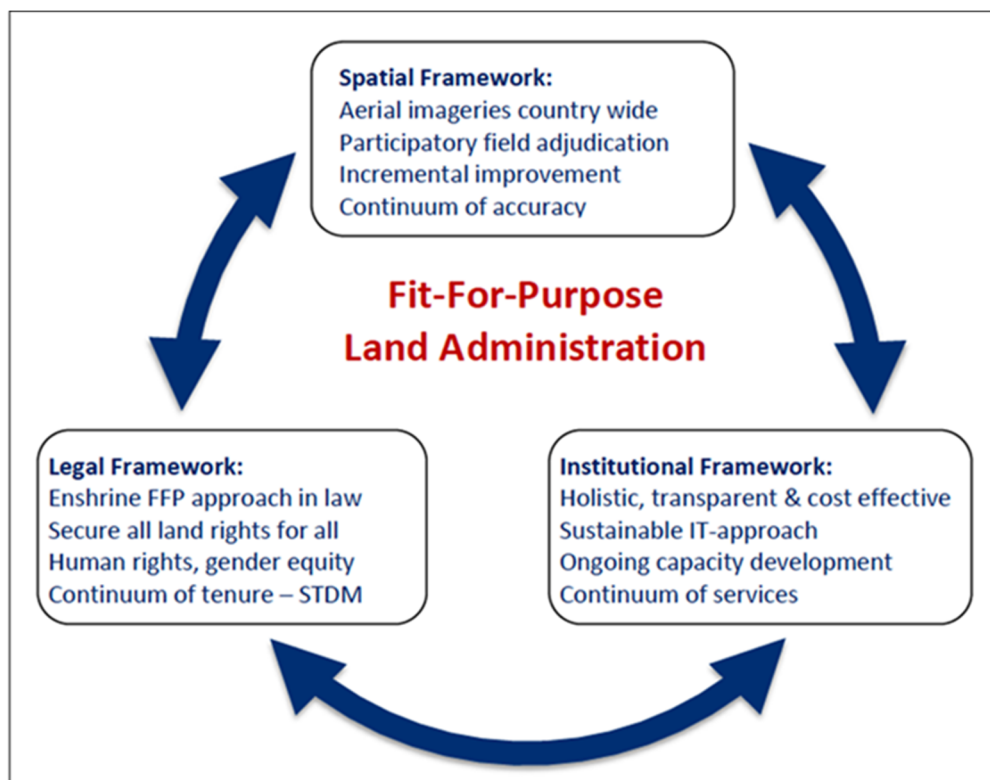 Spatial Framework:
Aerial imageries country wide
Participatory field adjudication
Incremental improvement
Continuum of accuracy
Fit-For-Purpose
Land Administration
Legal Framework:
Enshrine FFP approach in law
Secure all land rights for all
Human rights, gender equity
Continuum of tenure – STDM
Institutional Framework:
Holistic, transparent & cost effective
Sustainable IT-approach
Ongoing capacity development
Continuum of services